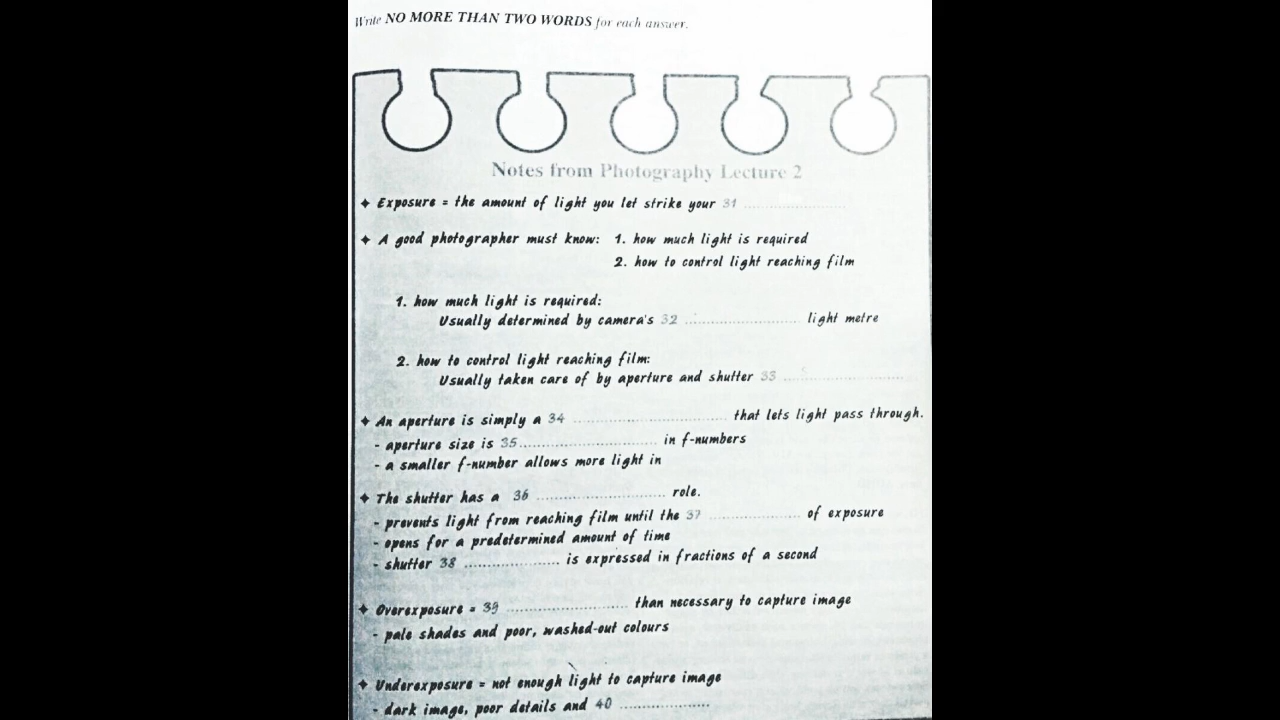 Write NO MORE THAN TWO WORDS for each answer.
Notes from Photography Lecture 2
✦ Exposure = the amount of light you let strike your 31 ....................
✦ A good photographer must know: 1. how much light is required
2. how to control light reaching film
1. how much light is required:
Usually determined by camera's 32 .......................... light metre
2. how to control light reaching film:
Usually taken care of by aperture and shutter 33 ..........................
✦ An aperture is simply a 34 .................................. that lets light pass through.
- aperture size is 35............................... in f-numbers
- a smaller f-number allows more light in
✦ The shutter has a 36 ............................. role.
- prevents light from reaching film until the 37 .................... of exposure
- opens for a predetermined amount of time
- shutter 38 ...................... is expressed in fractions of a second
✦ Overexposure = 39 ............................ than necessary to capture image
- pale shades and poor, washed-out colours
✦ Underexposure = not enough light to capture image
- dark image, poor details and 40 .....................